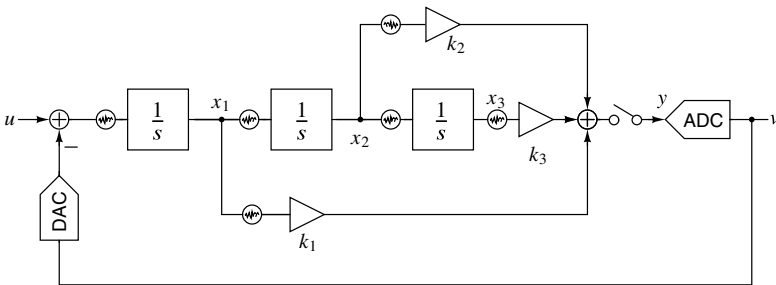 k₂
x₁
1/s
x₂
1/s
x₃
1/s
u
+
y
ADC
v
−
k₃
+
DAC
k₁